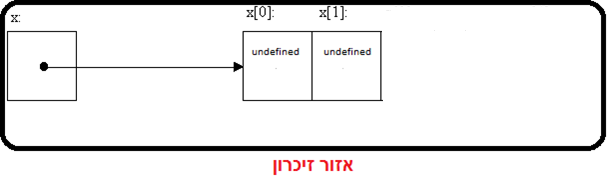 x: x[0]: x[1]:
undefined undefined
אזור זיכרון